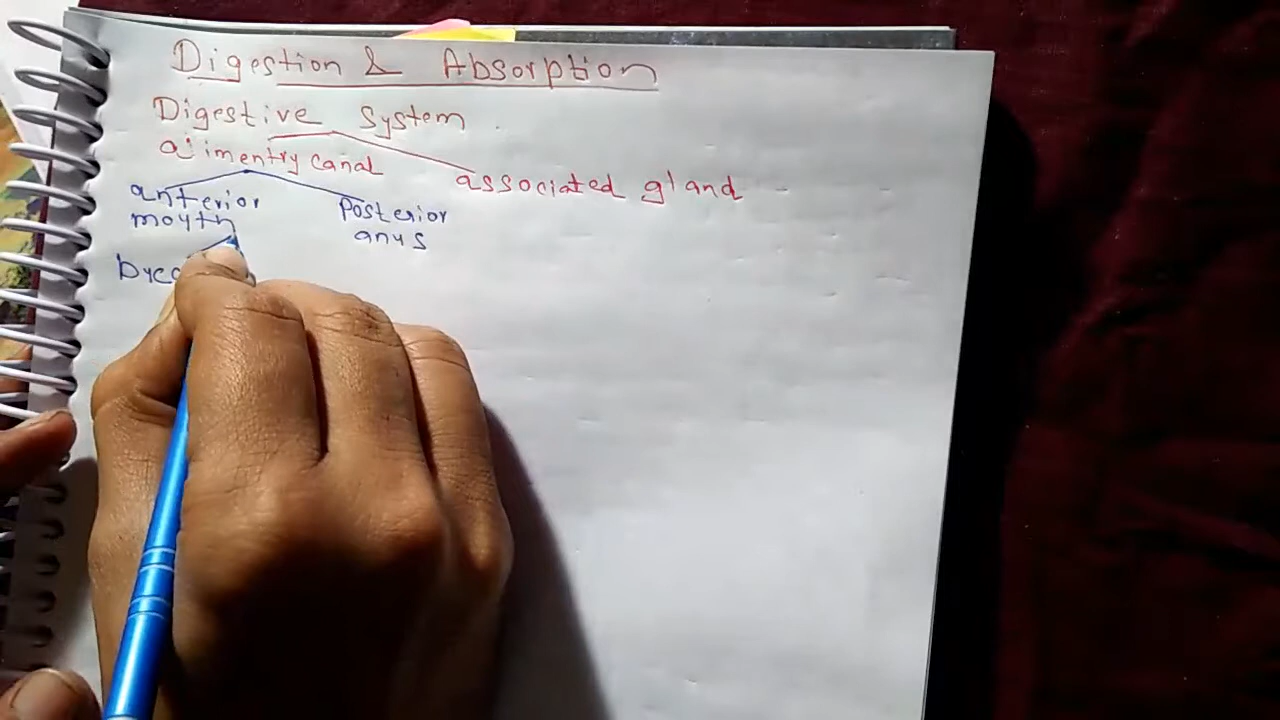 Digestion & Absorption
Digestive System
alimentry canal
associated gland
anterior
mouth
Posterior
anus